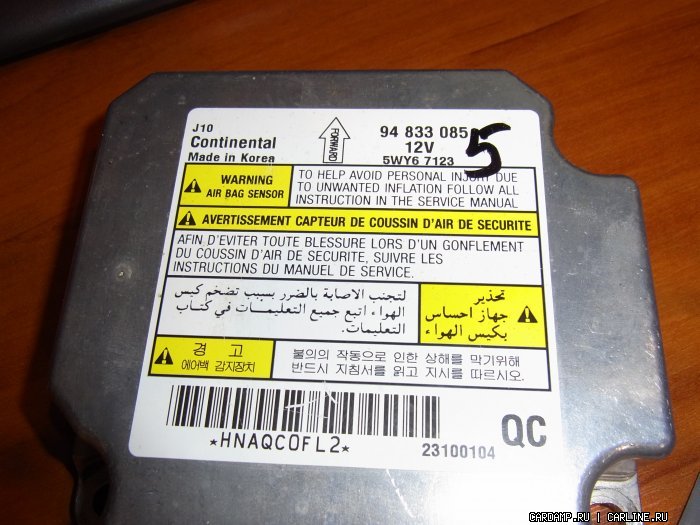 J10
Continental
Made in Korea
FORWARD
94 833 085
12V
5WY6 7123
5
WARNING
AIR BAG SENSOR
TO HELP AVOID PERSONAL INJURY DUE
TO UNWANTED INFLATION FOLLOW ALL
INSTRUCTION IN THE SERVICE MANUAL
AVERTISSEMENT CAPTEUR DE COUSSIN D'AIR DE SECURITE
AFIN D'EVITER TOUTE BLESSURE LORS D'UN GONFLEMENT
DU COUSSIN D'AIR DE SECURITE, SUIVRE LES
INSTRUCTIONS DU MANUEL DE SERVICE.
تحذير
جهاز احساس
بكيس الهواء
لتجنب الاصابة بالضرر بسبب تضخم كيس
الهواء اتبع جميع التعليمات في كتاب
التعليمات.
경 고
에어백 감지장치
불의의 작동으로 인한 상해를 막기위해
반드시 지침서를 읽고 지시를 따르시오.
*HNAQC0FL2*
23100104
QC
CARDAMP.RU | CARLINE.RU